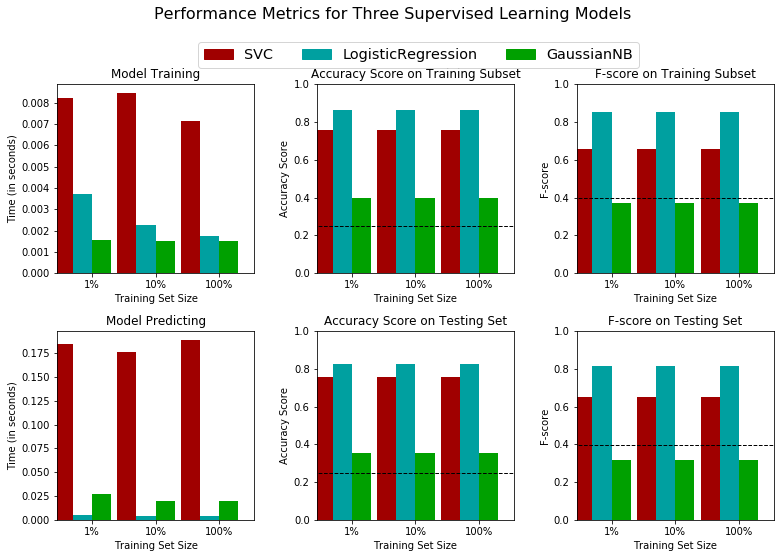 Performance Metrics for Three Supervised Learning Models
SVC LogisticRegression GaussianNB
Model Training
Time (in seconds)
0.008
0.007
0.006
0.005
0.004
0.003
0.002
0.001
0.000
1% 10% 100%
Training Set Size
Accuracy Score on Training Subset
Accuracy Score
1.0
0.8
0.6
0.4
0.2
0.0
1% 10% 100%
Training Set Size
F-score on Training Subset
F-score
1.0
0.8
0.6
0.4
0.2
0.0
1% 10% 100%
Training Set Size
Model Predicting
Time (in seconds)
0.175
0.150
0.125
0.100
0.075
0.050
0.025
0.000
1% 10% 100%
Training Set Size
Accuracy Score on Testing Set
Accuracy Score
1.0
0.8
0.6
0.4
0.2
0.0
1% 10% 100%
Training Set Size
F-score on Testing Set
F-score
1.0
0.8
0.6
0.4
0.2
0.0
1% 10% 100%
Training Set Size